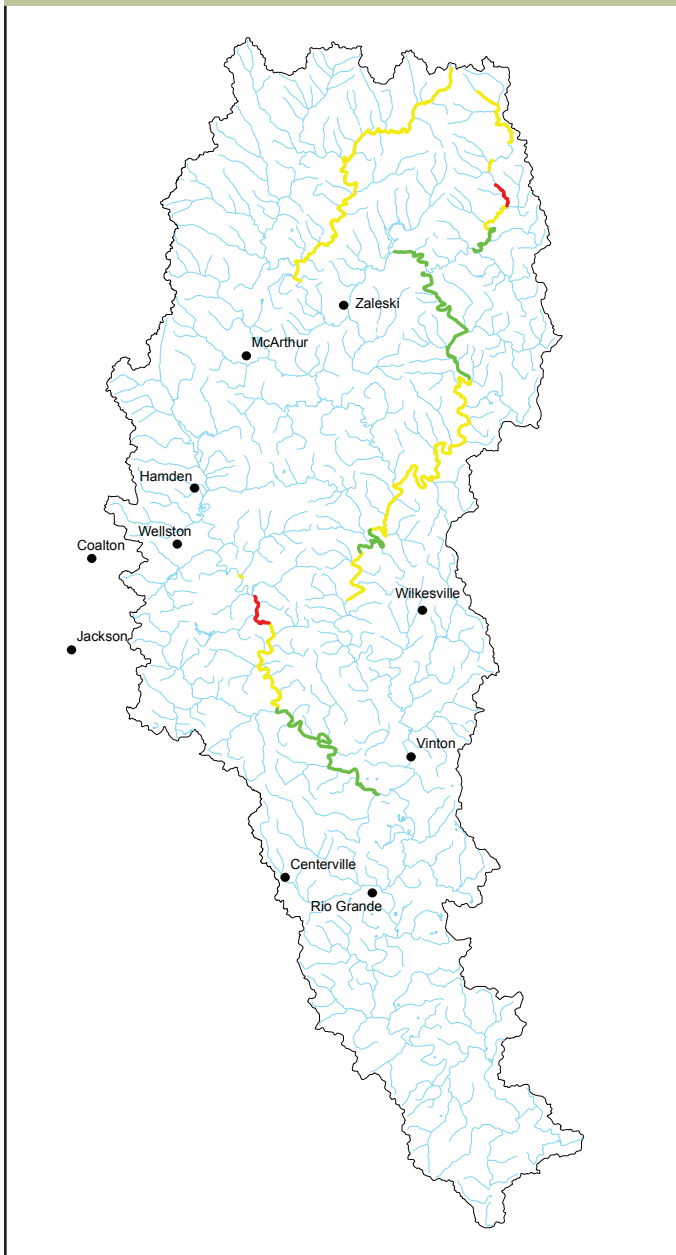 Zaleski
McArthur
Hamden
Wellston
Coalton
Wilkesville
Jackson
Vinton
Centerville
Rio Grande